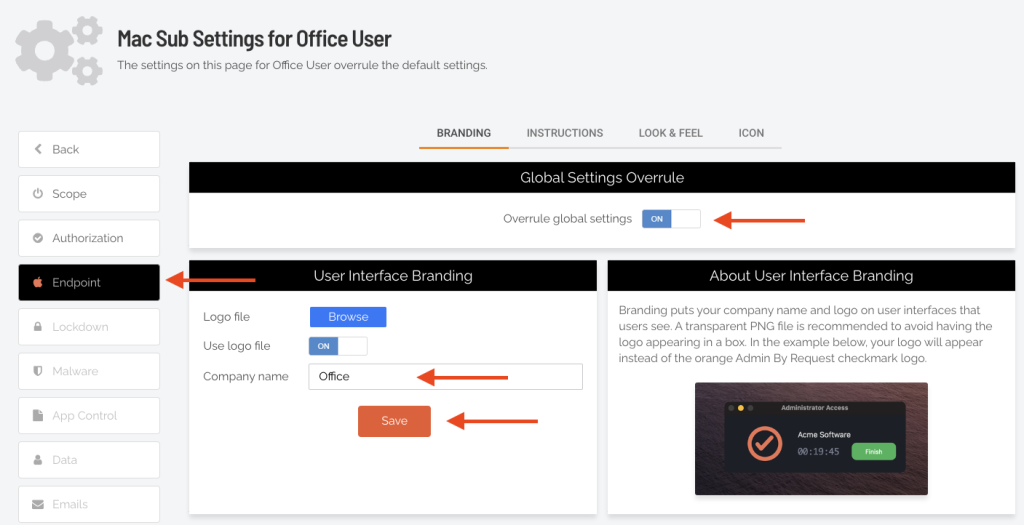 Mac Sub Settings for Office User
The settings on this page for Office User overrule the default settings.
Back
Scope
Authorization
Endpoint
Lockdown
Malware
App Control
Data
Emails
BRANDING INSTRUCTIONS LOOK & FEEL ICON
Global Settings Overrule
Overrule global settings ON
User Interface Branding
Logo file Browse
Use logo file ON
Company name Office
Save
About User Interface Branding
Branding puts your company name and logo on user interfaces that
users see. A transparent PNG file is recommended to avoid having the
logo appearing in a box. In the example below, your logo will appear
instead of the orange Admin By Request checkmark logo.
Administrator Access
Acme Software
00:19:45 Finish